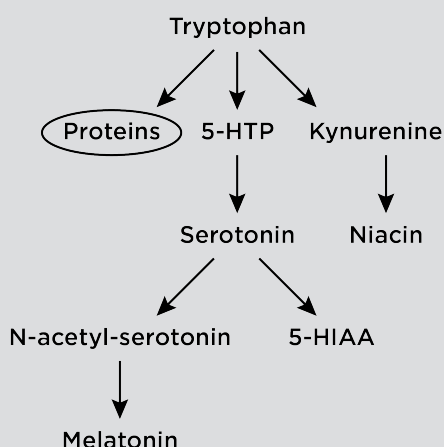 Tryptophan
Proteins 5-HTP Kynurenine
Serotonin Niacin
N-acetyl-serotonin 5-HIAA
Melatonin